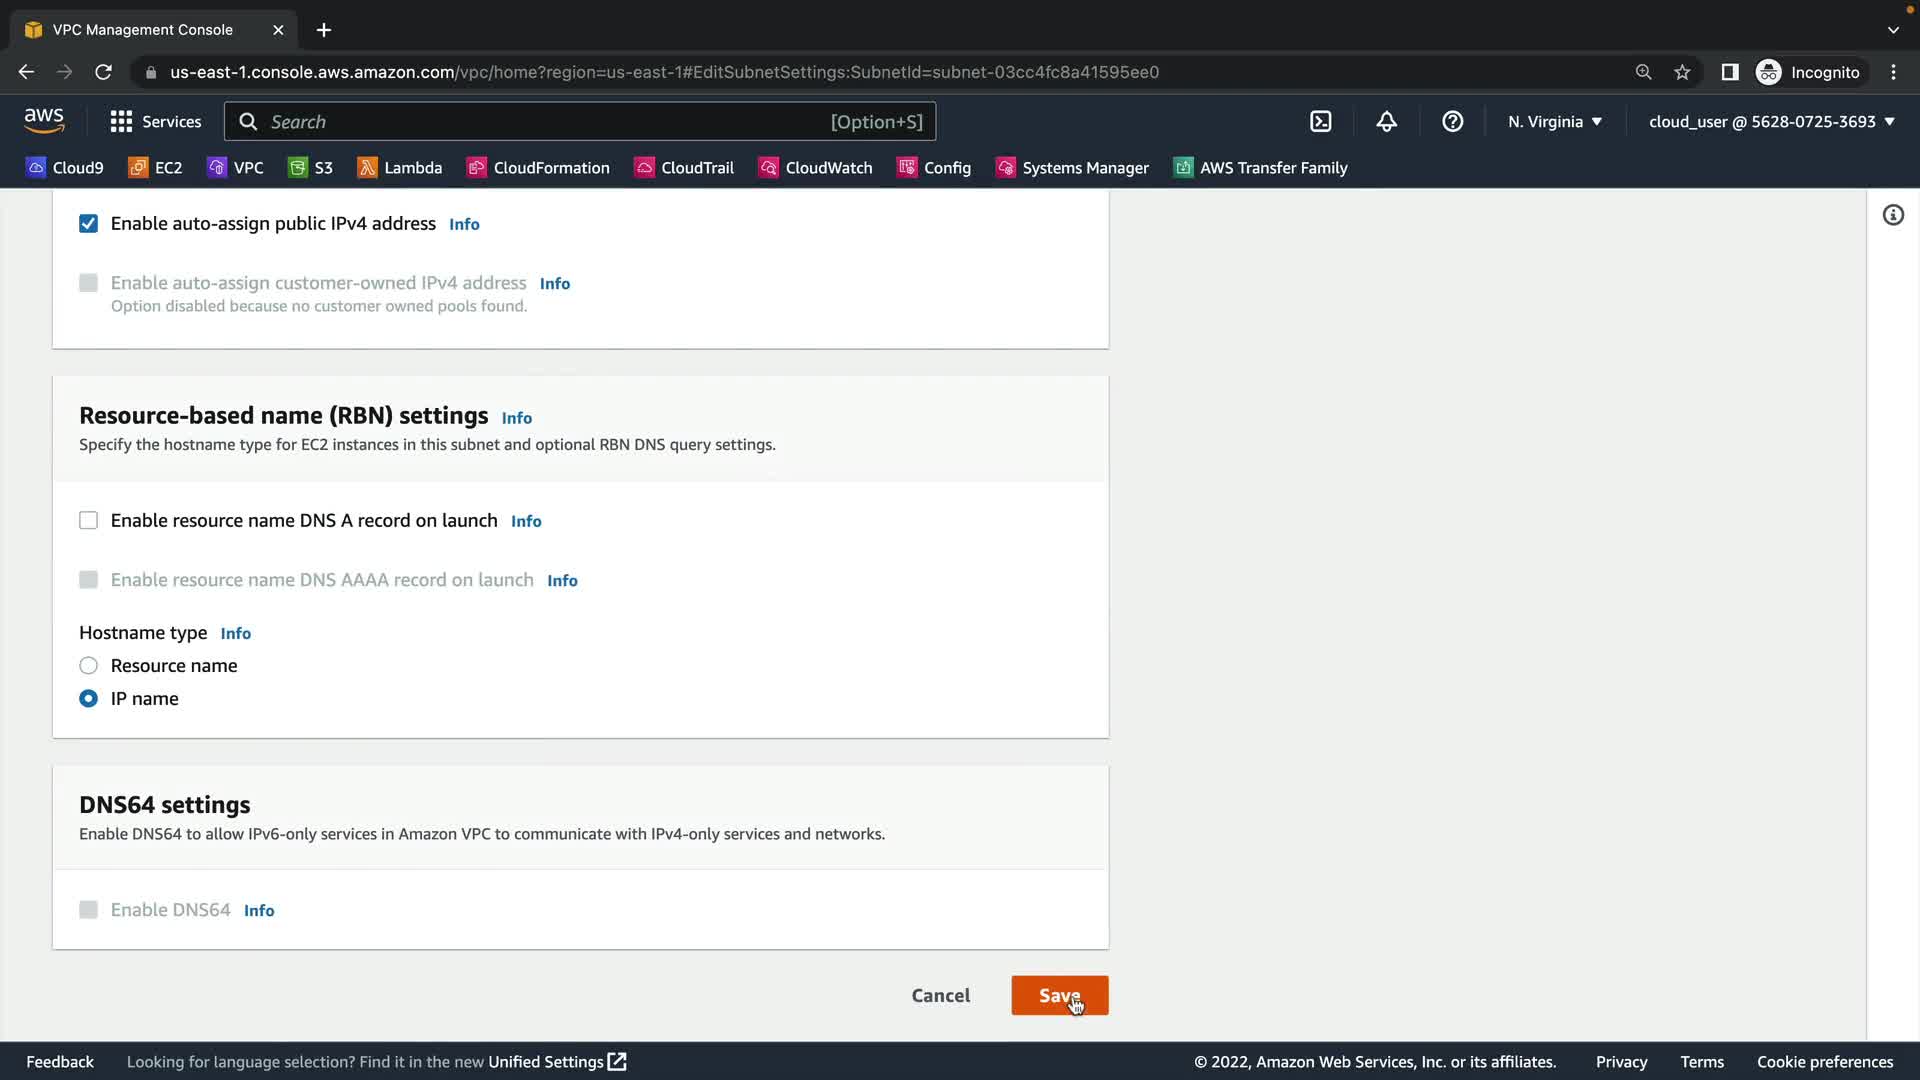 VPC Management Console
us-east-1.console.aws.amazon.com/vpc/home?region=us-east-1#EditSubnetSettings:SubnetId=subnet-03cc4fc8a41595ee0
Incognito
aws
Services
Search
[Option+S]
N. Virginia
cloud_user @ 5628-0725-3693
Cloud9
EC2
VPC
S3
Lambda
CloudFormation
CloudTrail
CloudWatch
Config
Systems Manager
AWS Transfer Family
Enable auto-assign public IPv4 address Info
Enable auto-assign customer-owned IPv4 address Info
Option disabled because no customer owned pools found.
Resource-based name (RBN) settings Info
Specify the hostname type for EC2 instances in this subnet and optional RBN DNS query settings.
Enable resource name DNS A record on launch Info
Enable resource name DNS AAAA record on launch Info
Hostname type Info
Resource name
IP name
DNS64 settings
Enable DNS64 to allow IPv6-only services in Amazon VPC to communicate with IPv4-only services and networks.
Enable DNS64 Info
Cancel
Save
Feedback
Looking for language selection? Find it in the new Unified Settings
© 2022, Amazon Web Services, Inc. or its affiliates.
Privacy
Terms
Cookie preferences